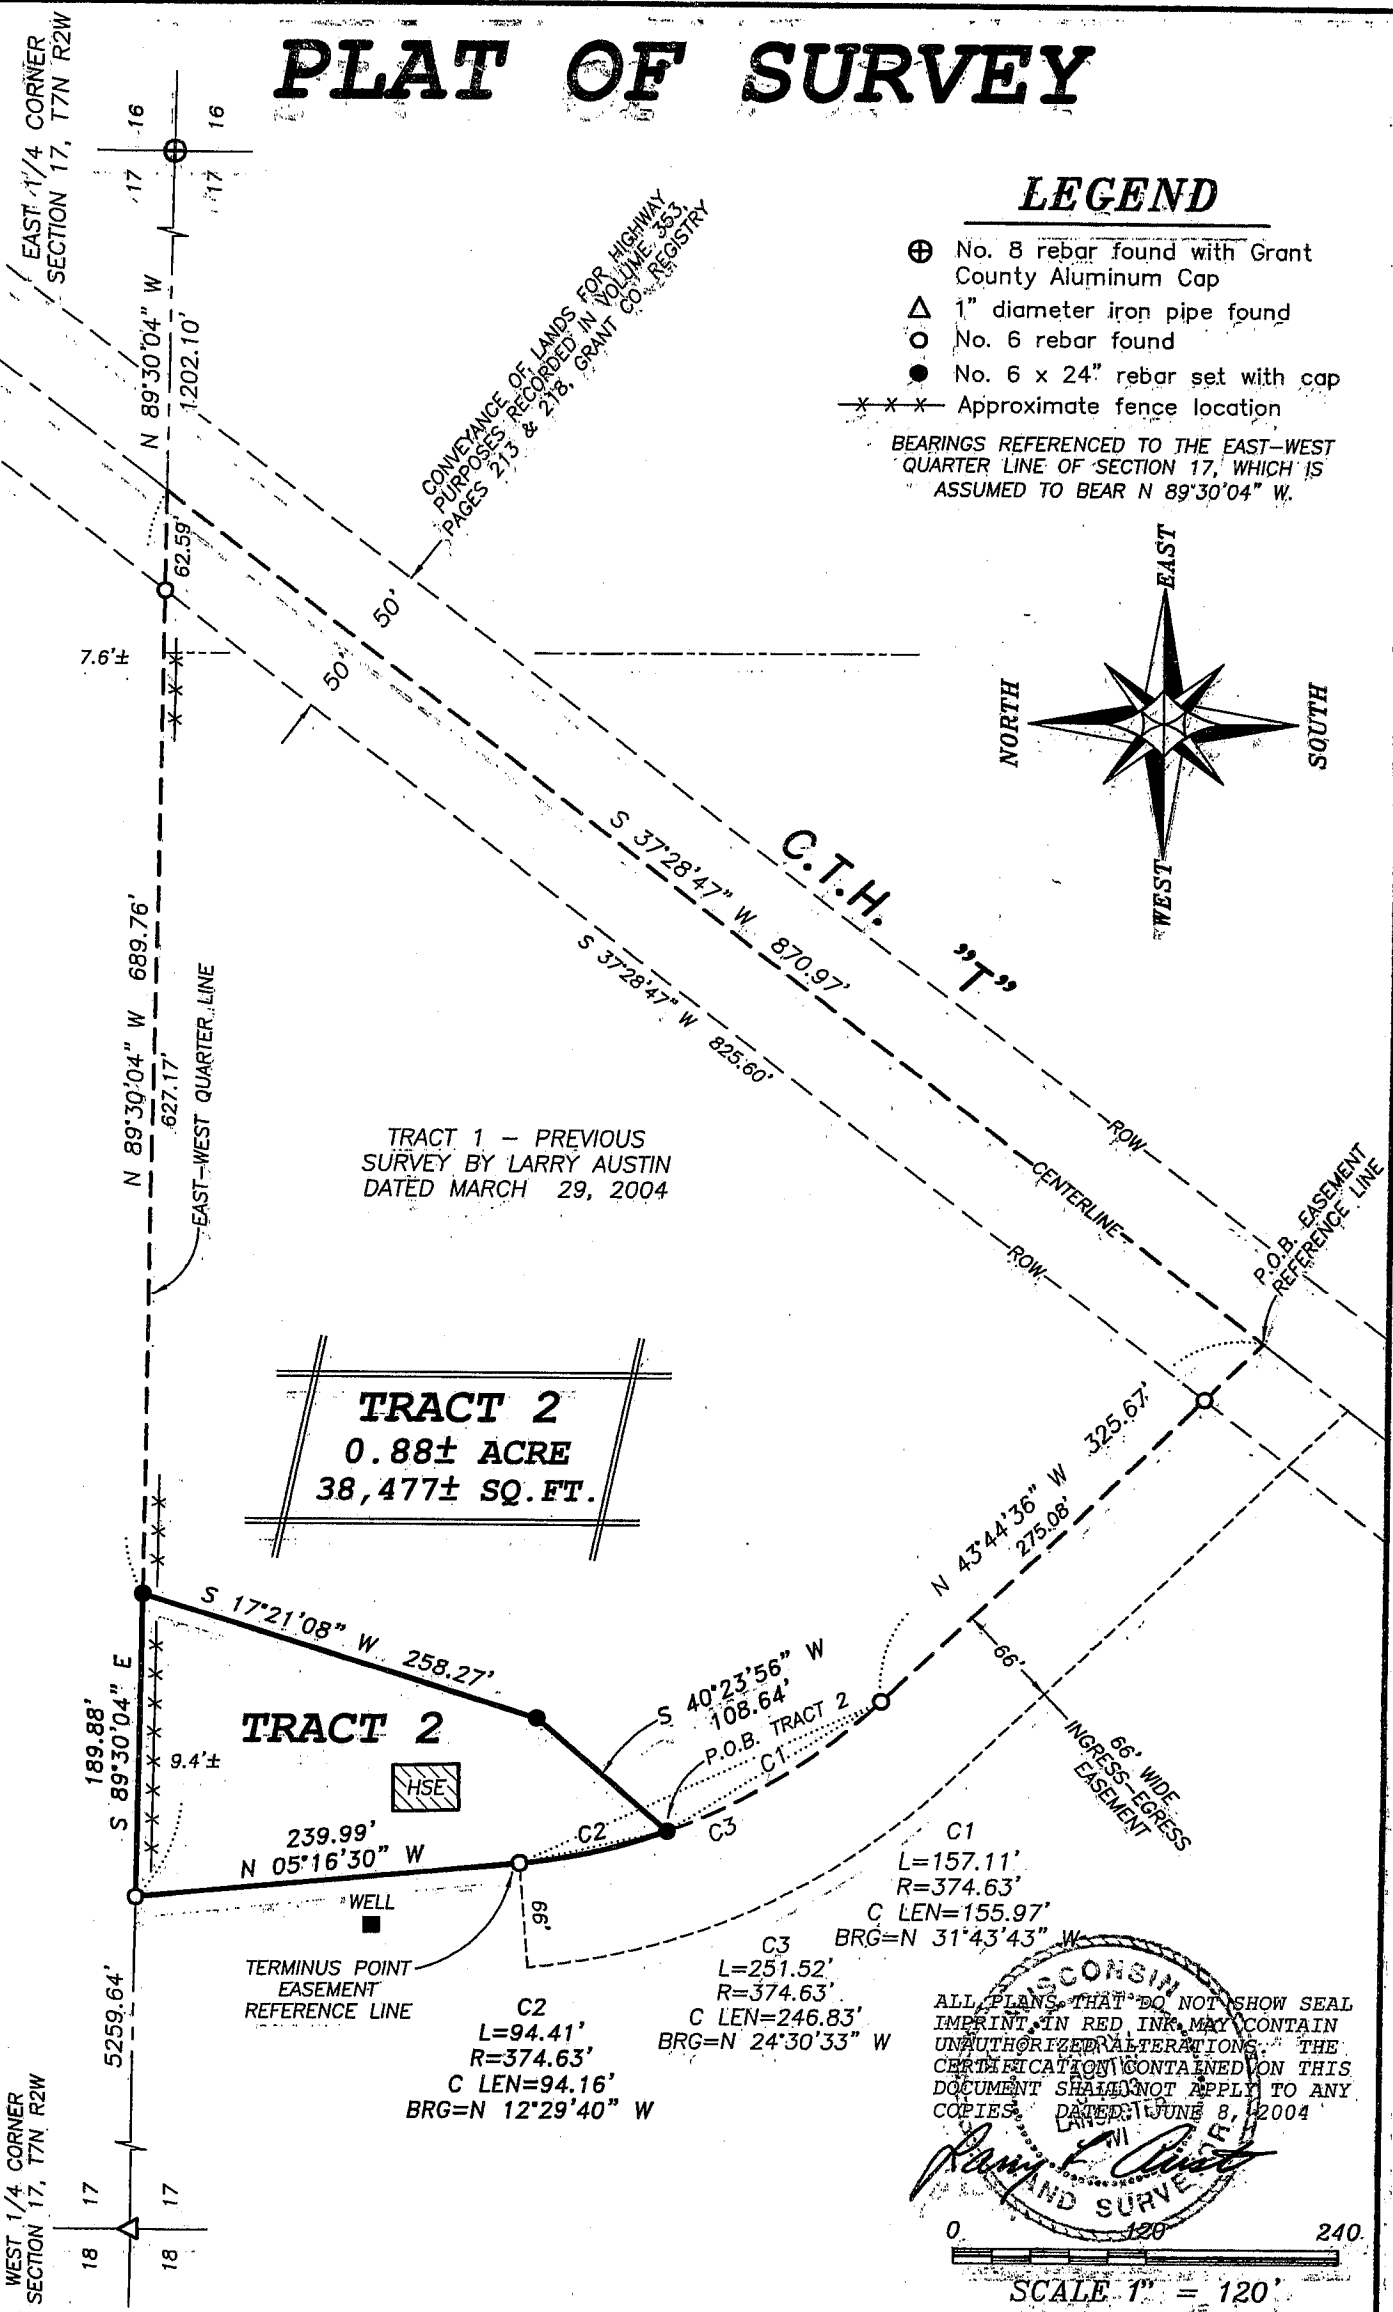 PLAT OF SURVEY
EAST 1/4 CORNER
SECTION 17, T7N R2W
16
16
17
17
N 89°30'04" W
1202.10'
CONVEYANCE OF LANDS FOR HIGHWAY
PURPOSES RECORDED IN VOLUME 353,
PAGES 213 & 218, GRANT CO. REGISTRY
LEGEND
No. 8 rebar found with Grant
County Aluminum Cap
1" diameter iron pipe found
No. 6 rebar found
No. 6 x 24" rebar set with cap
Approximate fence location
BEARINGS REFERENCED TO THE EAST-WEST
QUARTER LINE OF SECTION 17, WHICH IS
ASSUMED TO BEAR N 89°30'04" W.
EAST
NORTH
SOUTH
WEST
62.59'
7.6'±
50'
50'
S 37°28'47" W 870.97'
S 37°28'47" W 825.60'
C.T.H. "T"
N 89°30'04" W 689.76'
627.17'
EAST-WEST QUARTER LINE
TRACT 1 - PREVIOUS
SURVEY BY LARRY AUSTIN
DATED MARCH 29, 2004
ROW
CENTERLINE
ROW
P.O.B. EASEMENT
REFERENCE LINE
TRACT 2
0.88± ACRE
38,477± SQ.FT.
N 43°44'36" W 325.67'
275.08'
S 17°21'08" W 258.27'
S 40°23'56" W
108.64'
P.O.B. TRACT 2
C1
66'
66' WIDE
INGRESS-EGRESS
EASEMENT
189.88'
S 89°30'04" E
TRACT 2
9.4'±
HSE
239.99'
N 05°16'30" W
C2
C3
WELL
66'
TERMINUS POINT
EASEMENT
REFERENCE LINE
C1
L=157.11'
R=374.63'
C LEN=155.97'
BRG=N 31°43'43" W
C3
L=251.52'
R=374.63'
C LEN=246.83'
BRG=N 24°30'33" W
C2
L=94.41'
R=374.63'
C LEN=94.16'
BRG=N 12°29'40" W
5259.64'
WEST 1/4 CORNER
SECTION 17, T7N R2W
17
17
18
18
ALL PLANS THAT DO NOT SHOW SEAL
IMPRINT IN RED INK MAY CONTAIN
UNAUTHORIZED ALTERATIONS. THE
CERTIFICATION CONTAINED ON THIS
DOCUMENT SHALL NOT APPLY TO ANY
COPIES. DATED: JUNE 8, 2004
WISCONSIN
LANCASTER
WI
LAND SURVEYOR
0 120 240
SCALE 1" = 120'